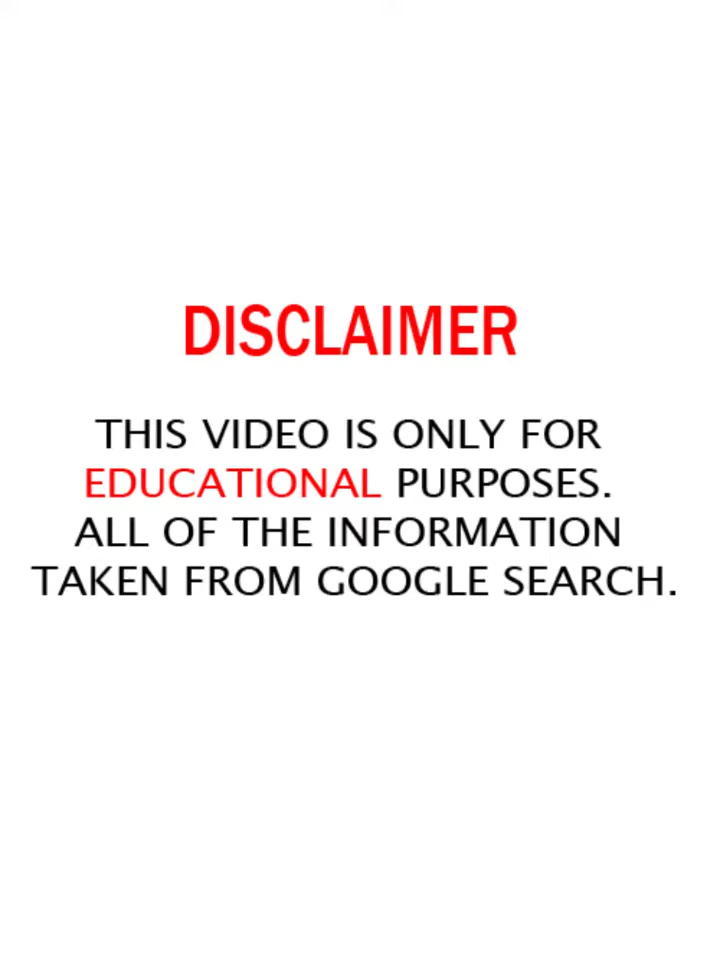 DISCLAIMER
THIS VIDEO IS ONLY FOR
EDUCATIONAL PURPOSES.
ALL OF THE INFORMATION
TAKEN FROM GOOGLE SEARCH.